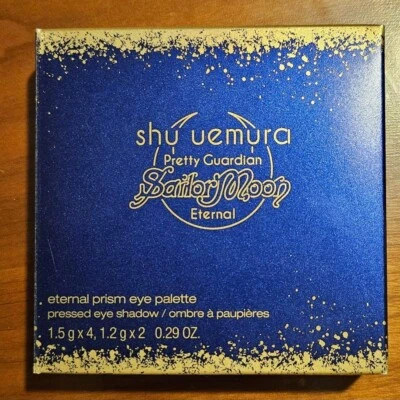 shu uemura
Pretty Guardian
Sailor Moon
Eternal
eternal prism eye palette
pressed eye shadow / ombre à paupières
1.5 g x 4, 1.2 g x 2 0.29 OZ.